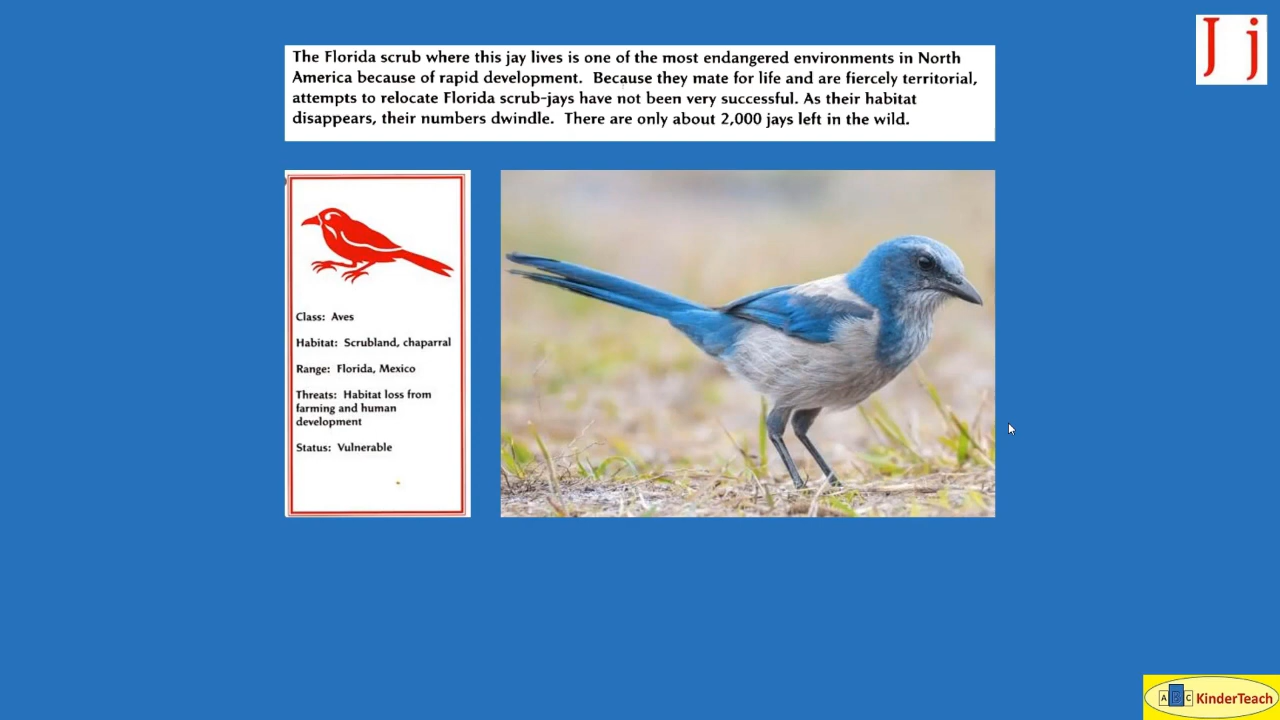 J j
The Florida scrub where this jay lives is one of the most endangered environments in North
America because of rapid development. Because they mate for life and are fiercely territorial,
attempts to relocate Florida scrub-jays have not been very successful. As their habitat
disappears, their numbers dwindle. There are only about 2,000 jays left in the wild.
Class: Aves
Habitat: Scrubland, chaparral
Range: Florida, Mexico
Threats: Habitat loss from
farming and human
development
Status: Vulnerable
ABC KinderTeach